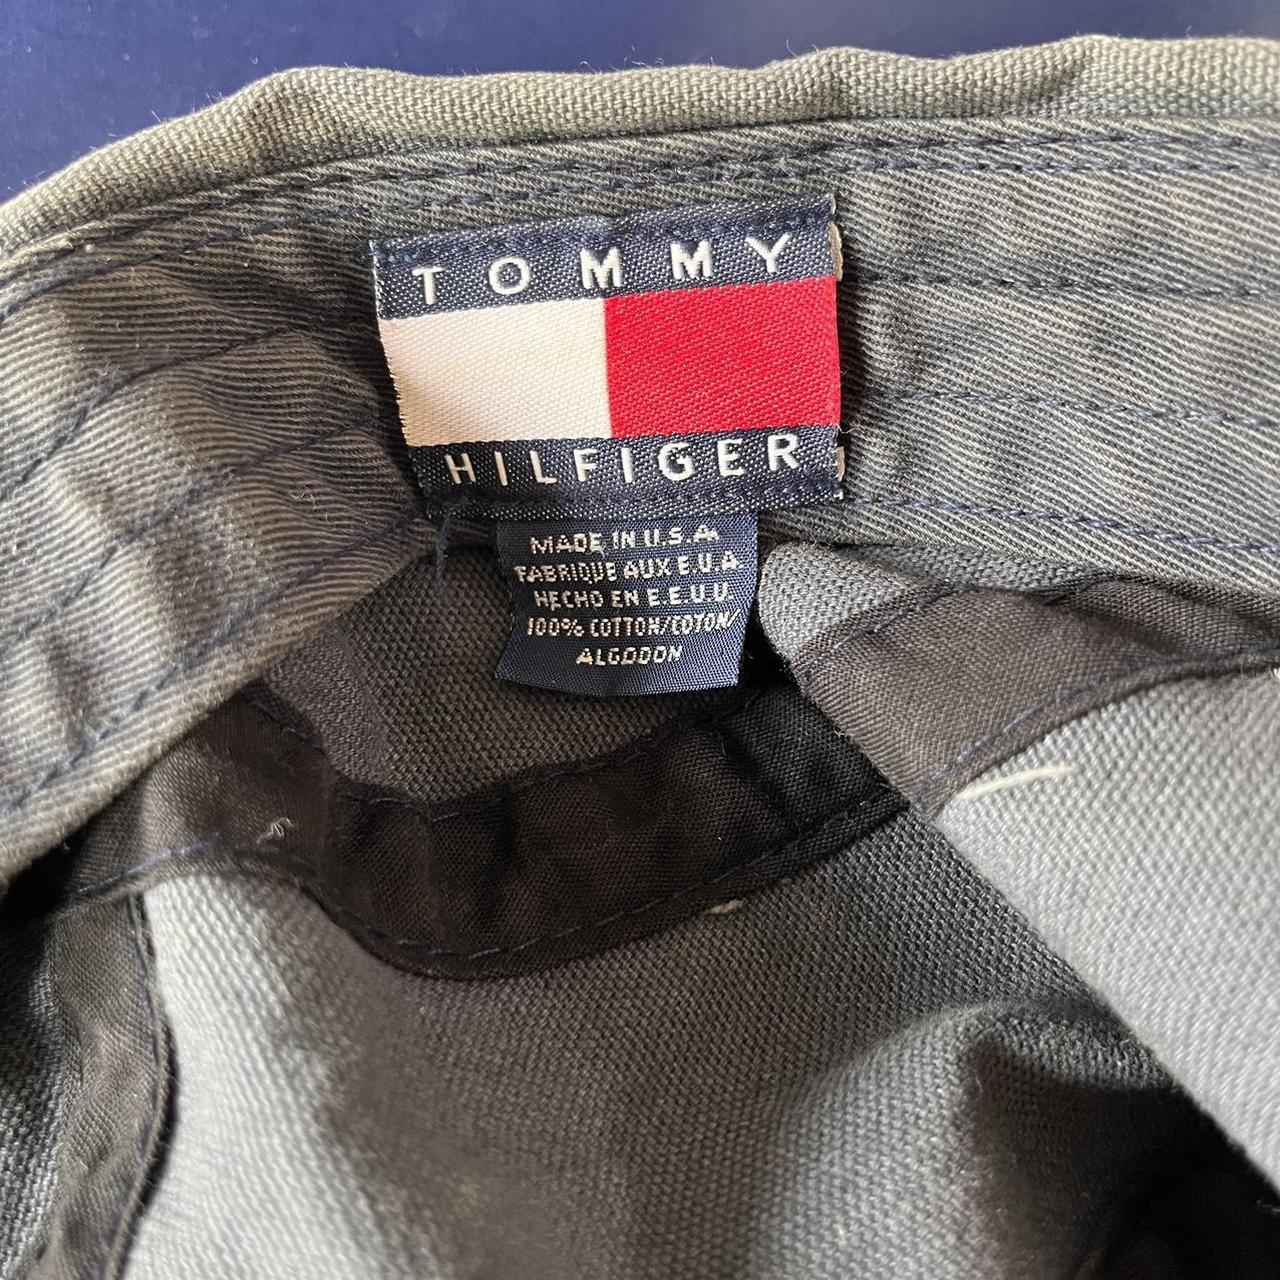 TOMMY
HILFIGER
MADE IN U.S.A.
FABRIQUE AUX E.U.A.
HECHO EN E.E.U.U.
100% COTTON/COTON/
ALGODON